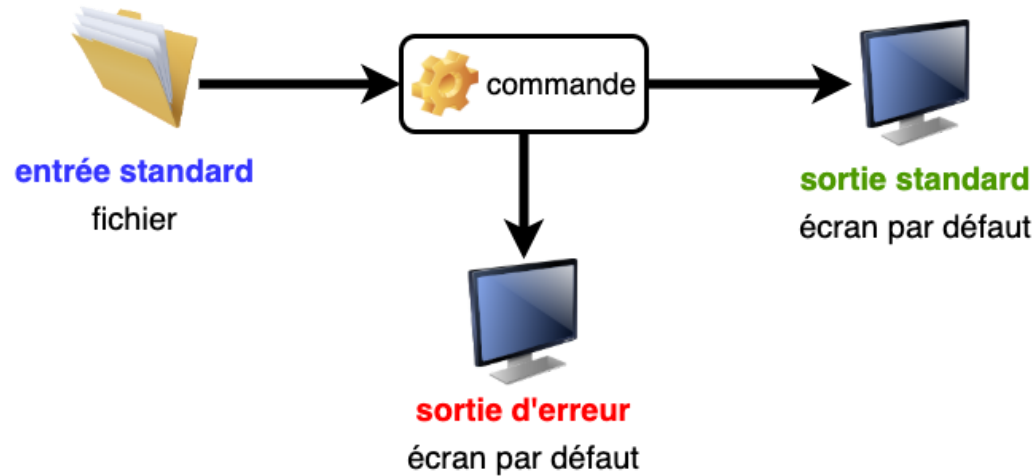 commande
entrée standard
fichier
sortie standard
écran par défaut
sortie d'erreur
écran par défaut